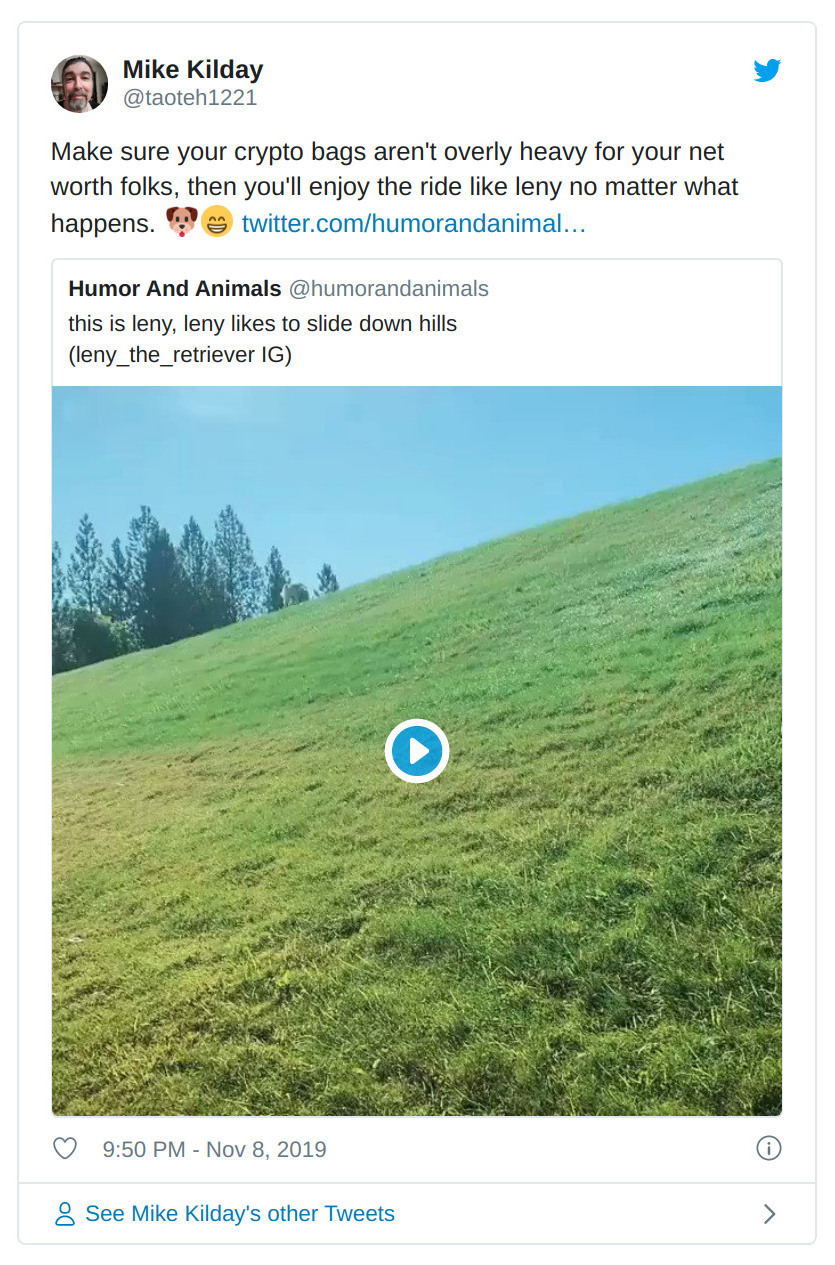 Mike Kilday
@taoteh1221
Make sure your crypto bags aren't overly heavy for your net
worth folks, then you'll enjoy the ride like leny no matter what
happens. 🐶😁 twitter.com/humorandanimal…
Humor And Animals @humorandanimals
this is leny, leny likes to slide down hills
(leny_the_retriever IG)
9:50 PM - Nov 8, 2019
See Mike Kilday's other Tweets